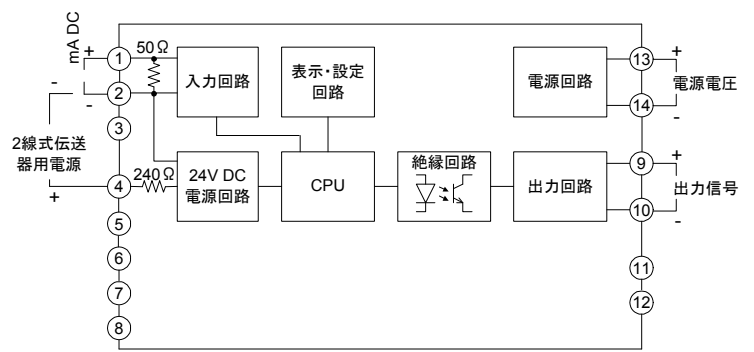 mA DC
+
-
-
+
2線式伝送
器用電源
1
2
3
4
5
6
7
8
50Ω
240Ω
入力回路
24V DC
電源回路
表示・設定
回路
CPU
絶縁回路
電源回路
出力回路
13
14
9
10
11
12
+
電源電圧
-
+
出力信号
-